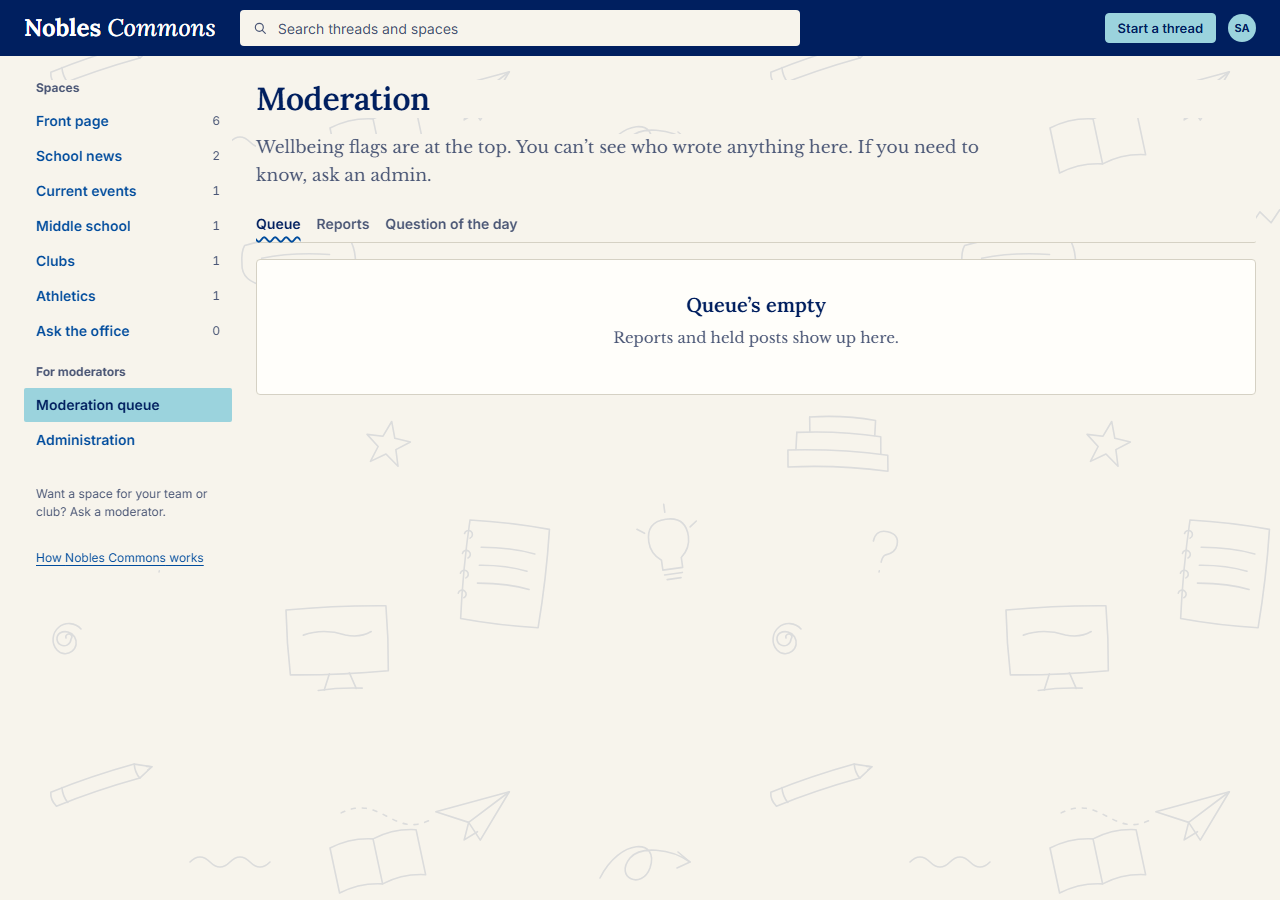 Nobles Commons
Search threads and spaces
Start a thread
SA
Spaces
Front page 6
School news 2
Current events 1
Middle school 1
Clubs 1
Athletics 1
Ask the office 0
For moderators
Moderation queue
Administration
Want a space for your team or
club? Ask a moderator.
How Nobles Commons works
Moderation
Wellbeing flags are at the top. You can’t see who wrote anything here. If you need to
know, ask an admin.
Queue Reports Question of the day
Queue’s empty
Reports and held posts show up here.